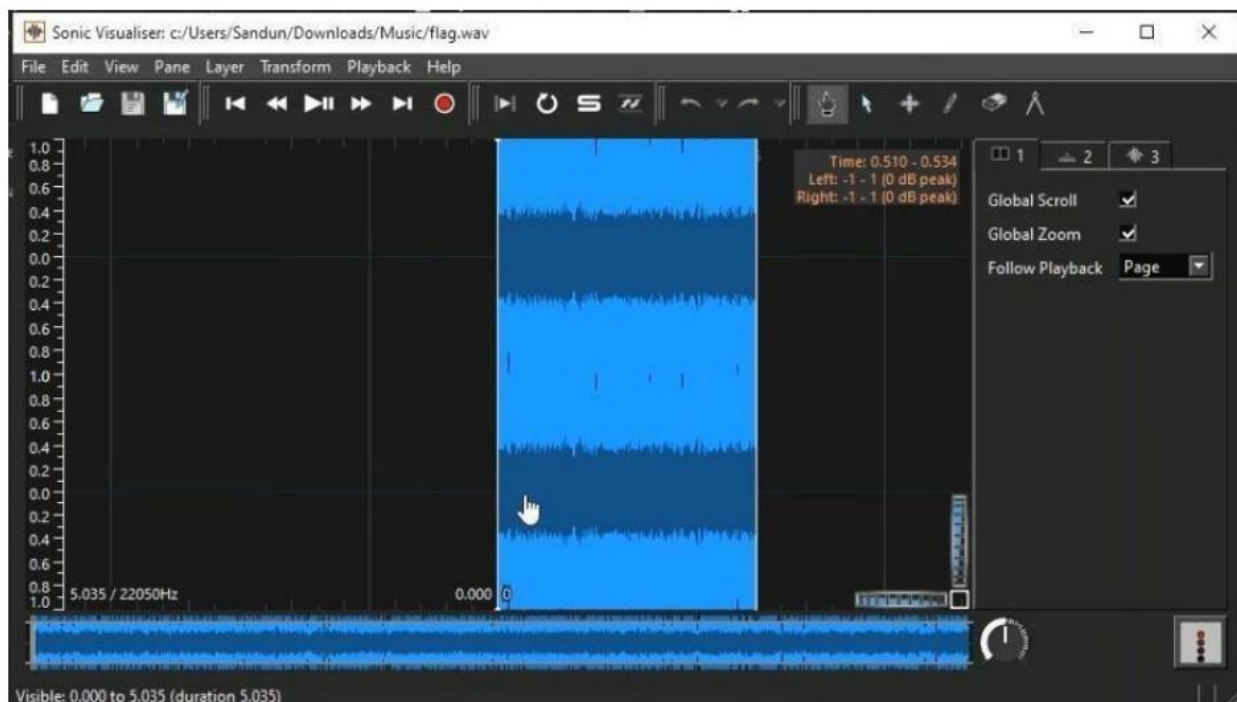 Sonic Visualiser: c:/Users/Sandun/Downloads/Music/flag.wav
File Edit View Pane Layer Transform Playback Help
1.0
0.8
0.6
0.4
0.2
0.0
0.2
0.4
0.6
0.8
1.0
0.8
0.6
0.4
0.2
0.0
0.2
0.4
0.6
0.8
1.0
Time: 0.510 - 0.534
Left: -1 - 1 (0 dB peak)
Right: -1 - 1 (0 dB peak)
5.035 / 22050Hz
0.000 0
1 2 3
Global Scroll
Global Zoom
Follow Playback Page
Visible: 0.000 to 5.035 (duration 5.035)